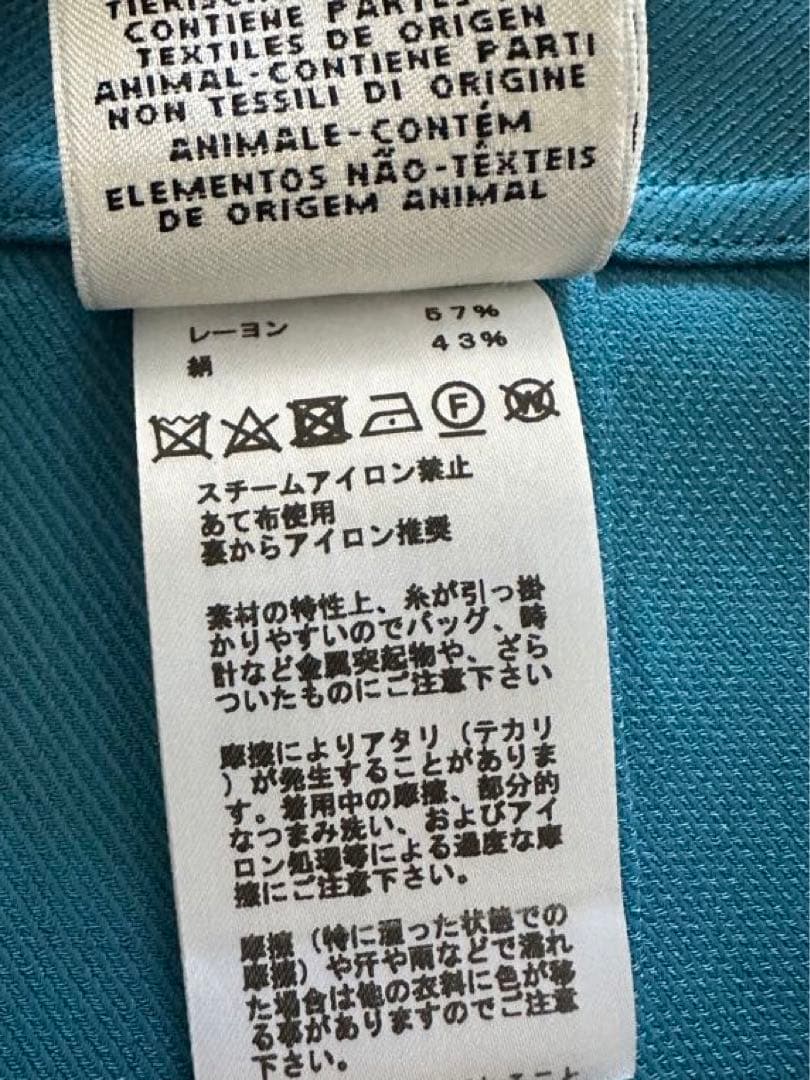 CONTIENE PARTES
TEXTILES DE ORIGEN
ANIMAL-CONTIENE PARTI
NON TESSILI DI ORIGINE
ANIMALE-CONTÉM
ELEMENTOS NÃO-TÊXTEIS
DE ORIGEM ANIMAL
レーヨン 57%
絹 43%
F
W
スチームアイロン禁止
あて布使用
裏からアイロン推奨
素材の特性上、糸が引っ掛
かりやすいのでバッグ、時
計など金属突起物や、ざら
ついたものにご注意下さい
摩擦によりアタリ（テカリ
）が発生することがありま
す。着用中の摩擦、部分的
なつまみ洗い、およびアイ
ロン処理等による過度な摩
擦にご注意下さい。
摩擦（特に湿った状態での
摩擦）や汗や雨などで濡れ
た場合は他の衣料に色が移
る事がありますのでご注意
下さい。